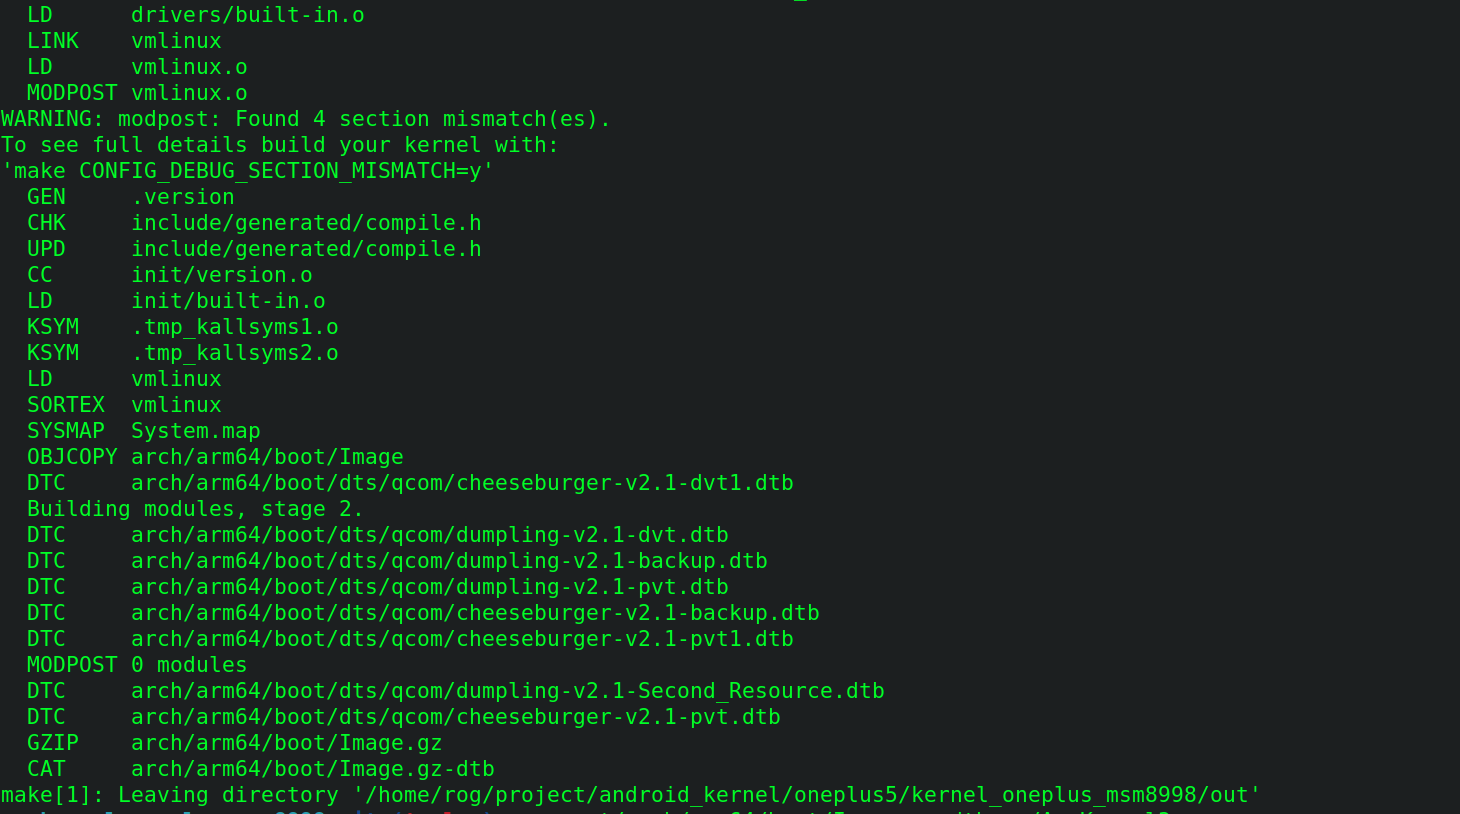 LD drivers/built-in.o
LINK vmlinux
LD vmlinux.o
MODPOST vmlinux.o
WARNING: modpost: Found 4 section mismatch(es).
To see full details build your kernel with:
'make CONFIG_DEBUG_SECTION_MISMATCH=y'
GEN .version
CHK include/generated/compile.h
UPD include/generated/compile.h
CC init/version.o
LD init/built-in.o
KSYM .tmp_kallsyms1.o
KSYM .tmp_kallsyms2.o
LD vmlinux
SORTEX vmlinux
SYSMAP System.map
OBJCOPY arch/arm64/boot/Image
DTC arch/arm64/boot/dts/qcom/cheeseburger-v2.1-dvt1.dtb
Building modules, stage 2.
DTC arch/arm64/boot/dts/qcom/dumpling-v2.1-dvt.dtb
DTC arch/arm64/boot/dts/qcom/dumpling-v2.1-backup.dtb
DTC arch/arm64/boot/dts/qcom/dumpling-v2.1-pvt.dtb
DTC arch/arm64/boot/dts/qcom/cheeseburger-v2.1-backup.dtb
DTC arch/arm64/boot/dts/qcom/cheeseburger-v2.1-pvt1.dtb
MODPOST 0 modules
DTC arch/arm64/boot/dts/qcom/dumpling-v2.1-Second_Resource.dtb
DTC arch/arm64/boot/dts/qcom/cheeseburger-v2.1-pvt.dtb
GZIP arch/arm64/boot/Image.gz
CAT arch/arm64/boot/Image.gz-dtb
make[1]: Leaving directory '/home/rog/project/android_kernel/oneplus5/kernel_oneplus_msm8998/out'